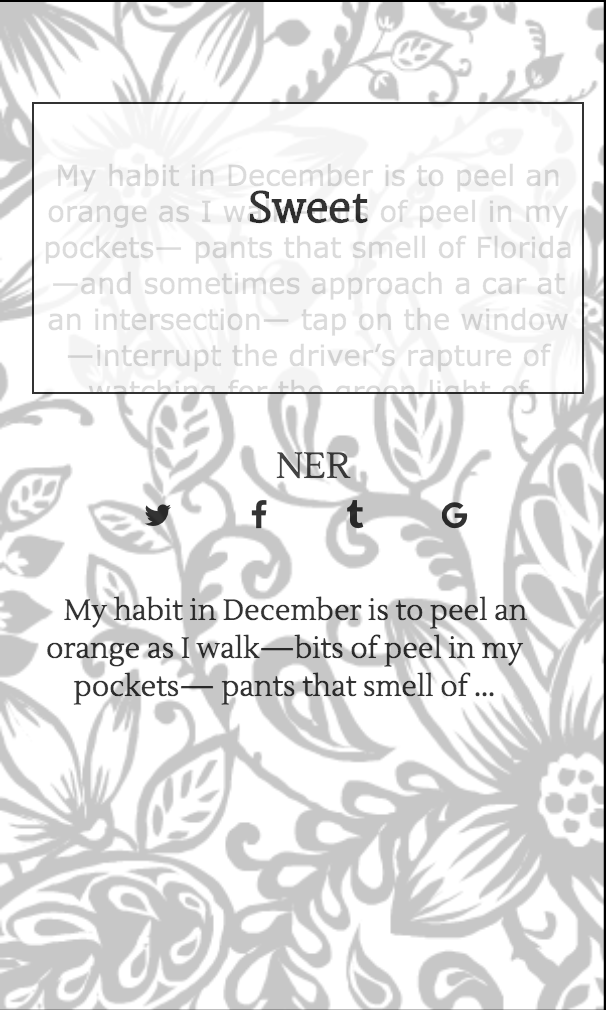 Sweet
My habit in December is to peel an
orange as I of peel in my
pockets— pants that smell of Florida
—and sometimes approach a car at
an intersection— tap on the window
—interrupt the driver’s rapture of
watching for the green light of
NER
My habit in December is to peel an
orange as I walk—bits of peel in my
pockets— pants that smell of ...